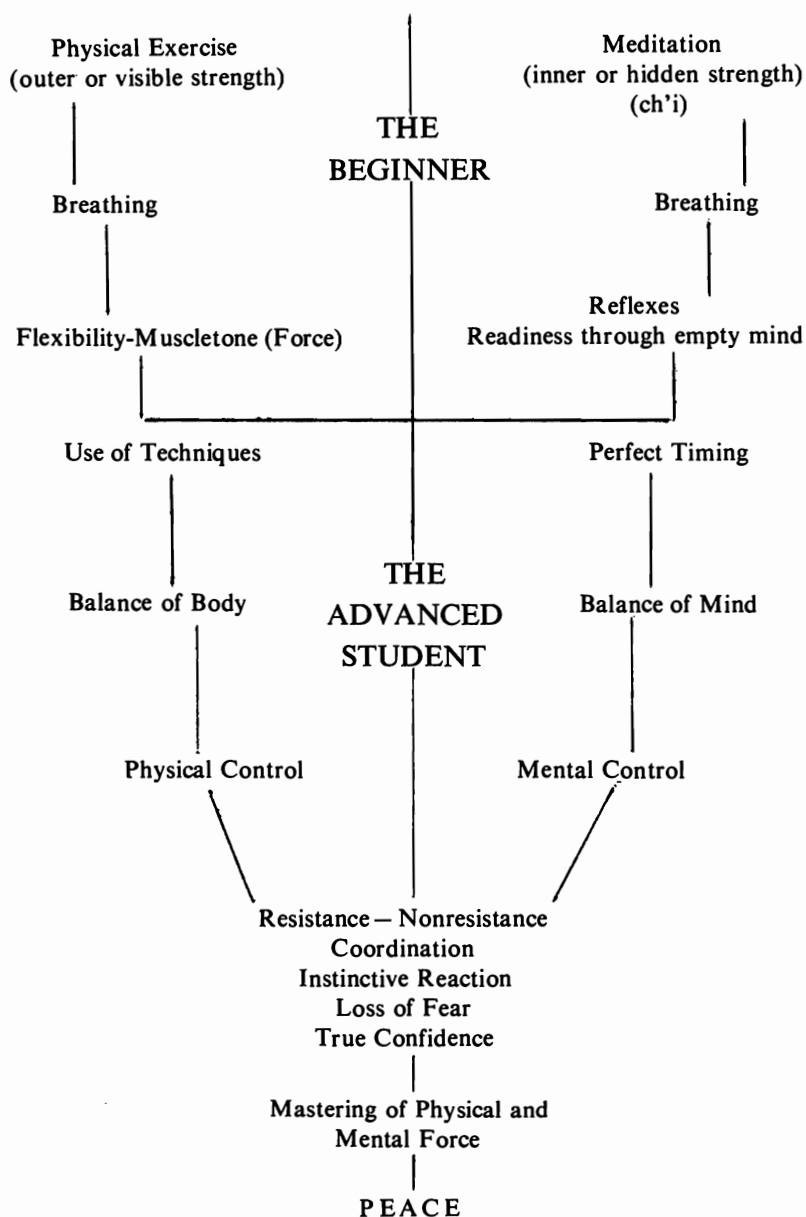 Physical Exercise
(outer or visible strength)
Meditation
(inner or hidden strength)
(ch'i)
THE
BEGINNER
Breathing
Breathing
Flexibility-Muscletone (Force)
Reflexes
Readiness through empty mind
Use of Techniques
Perfect Timing
THE
ADVANCED
STUDENT
Balance of Body
Balance of Mind
Physical Control
Mental Control
Resistance — Nonresistance
Coordination
Instinctive Reaction
Loss of Fear
True Confidence
Mastering of Physical and
Mental Force
PEACE